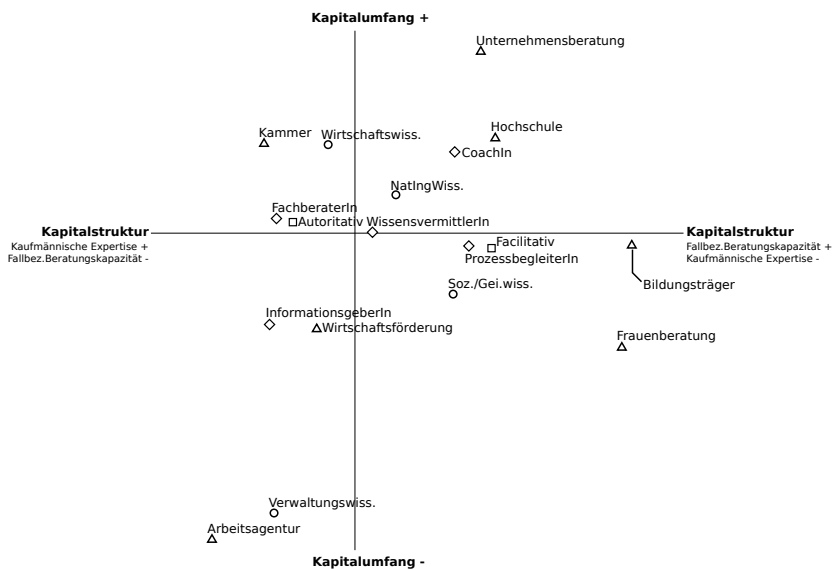 Kapitalumfang +
Unternehmensberatung
Kammer
Wirtschaftswiss.
Hochschule
CoachIn
NatIngWiss.
FachberaterIn
Autoritativ
WissensvermittlerIn
Kapitalstruktur
Kaufmännische Expertise +
Fallbez.Beratungskapazität -
Kapitalstruktur
Fallbez.Beratungskapazität +
Kaufmännische Expertise -
Facilitativ
ProzessbegleiterIn
Bildungsträger
Soz./Gei.wiss.
InformationsgeberIn
Wirtschaftsförderung
Frauenberatung
Verwaltungswiss.
Arbeitsagentur
Kapitalumfang -